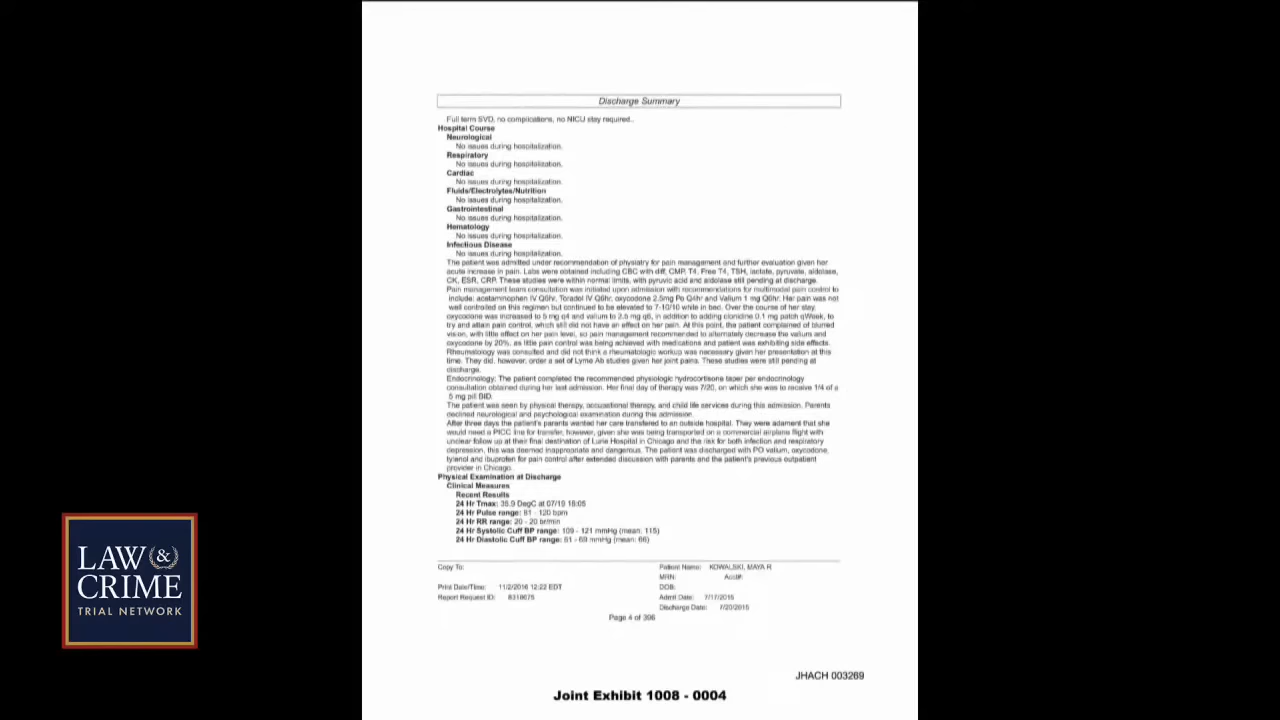 Discharge Summary
Full term SVD, no complications, no NICU stay required..
Hospital Course
Neurological
No issues during hospitalization.
Respiratory
No issues during hospitalization.
Cardiac
No issues during hospitalization.
Fluids/Electrolytes/Nutrition
No issues during hospitalization.
Gastrointestinal
No issues during hospitalization.
Hematology
No issues during hospitalization.
Infectious Disease
No issues during hospitalization.
The patient was admitted under recommendation of physiatry for pain management and further evaluation given her
acute increase in pain. Labs were obtained including CBC with diff, CMP, T4, Free T4, TSH, lactate, pyruvate, aldolase,
CK, ESR, CRP. These studies were within normal limits, with pyruvic acid and aldolase still pending at discharge.
Pain management team consultation was initiated upon admission with recommendations for multimodal pain control to
include: acetaminophen IV Q6hr, Toradol IV Q6hr, oxycodone 2.5mg Po Q4hr and Valium 1 mg Q6hr. Her pain was not
well controlled on this regimen but continued to be elevated to 7-10/10 while in bed. Over the course of her stay,
oxycodone was increased to 5 mg q4 and valium to 2.5 mg q6, in addition to adding clonidine 0.1 mg patch qWeek, to
try and attain pain control, which still did not have an effect on her pain. At this point, the patient complained of blurred
vision, with little effect on her pain level, so pain management recommended to alternately decrease the valium and
oxycodone by 20%, as little pain control was being achieved with medications and patient was exhibiting side effects.
Rheumatology was consulted and did not think a rheumatologic workup was necessary given her presentation at this
time. They did, however, order a set of Lyme Ab studies given her joint pains. These studies were still pending at
discharge.
Endocrinology: The patient completed the recommended physiologic hydrocortisone taper per endocrinology
consultation obtained during her last admission. Her final day of therapy was 7/20, on which she was to receive 1/4 of a
5 mg pill BID.
The patient was seen by physical therapy, occupational therapy, and child life services during this admission. Parents
declined neurological and psychological examination during this admission.
After three days the patient's parents wanted her care transferred to an outside hospital. They were adament that she
would need a PICC line for transfer, however, given she was being transported on a commercial airplane flight with
unclear follow up at their final destination of Lurie Hospital in Chicago and the risk for both infection and respiratory
depression, this was deemed inappropriate and dangerous. The patient was discharged with PO valium, oxycodone,
tylenol and ibuprofen for pain control after extended discussion with parents and the patient's previous outpatient
provider in Chicago.
Physical Examination at Discharge
Clinical Measures
Recent Results
24 Hr Tmax: 36.9 DegC at 07/19 16:05
24 Hr Pulse range: 81 - 120 bpm
24 Hr RR range: 20 - 20 br/min
24 Hr Systolic Cuff BP range: 109 - 121 mmHg (mean: 115)
24 Hr Diastolic Cuff BP range: 61 - 69 mmHg (mean: 66)
Copy To:
Patient Name: KOWALSKI, MAYA R
MRN: Acct#:
Print Date/Time: 11/2/2016 12:22 EDT
DOB:
Report Request ID: 8318675
Admit Date: 7/17/2015
Discharge Date: 7/20/2015
Page 4 of 396
JHACH 003269
Joint Exhibit 1008 - 0004
LAW &
CRIME
TRIAL NETWORK